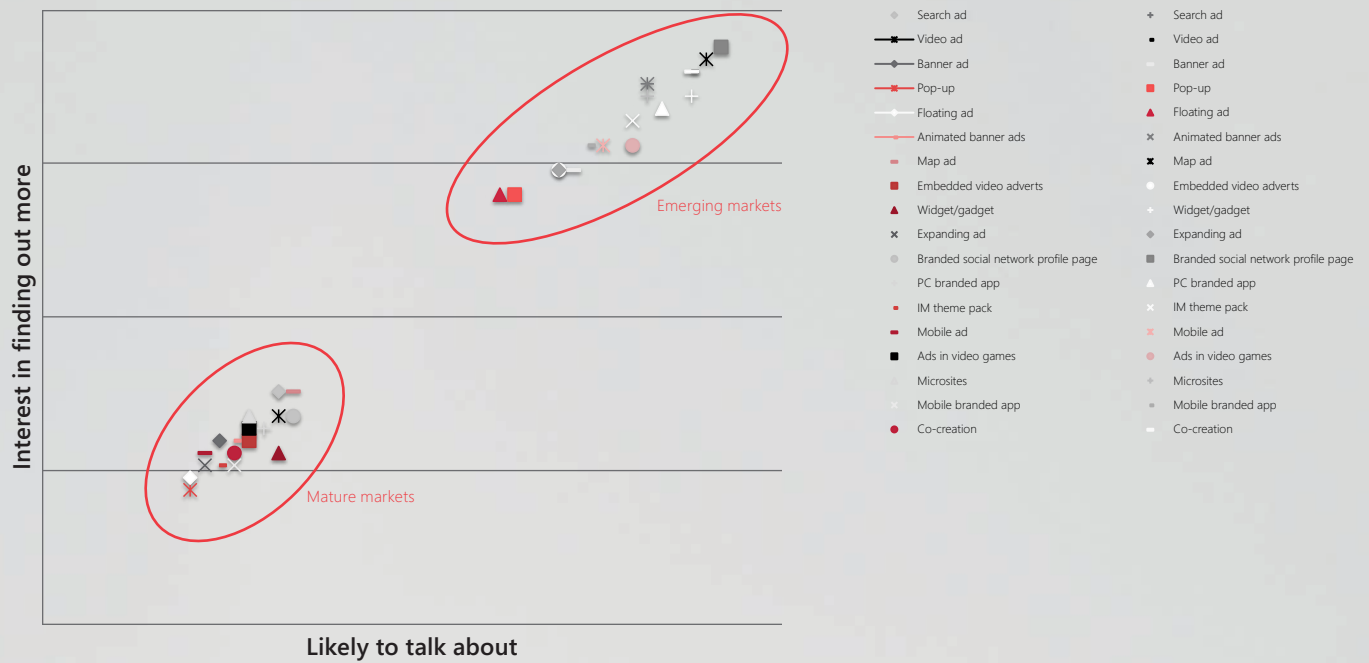 Interest in finding out more
Emerging markets
Mature markets
Likely to talk about
Search ad
Video ad
Banner ad
Pop-up
Floating ad
Animated banner ads
Map ad
Embedded video adverts
Widget/gadget
Expanding ad
Branded social network profile page
PC branded app
IM theme pack
Mobile ad
Ads in video games
Microsites
Mobile branded app
Co-creation
Search ad
Video ad
Banner ad
Pop-up
Floating ad
Animated banner ads
Map ad
Embedded video adverts
Widget/gadget
Expanding ad
Branded social network profile page
PC branded app
IM theme pack
Mobile ad
Ads in video games
Microsites
Mobile branded app
Co-creation